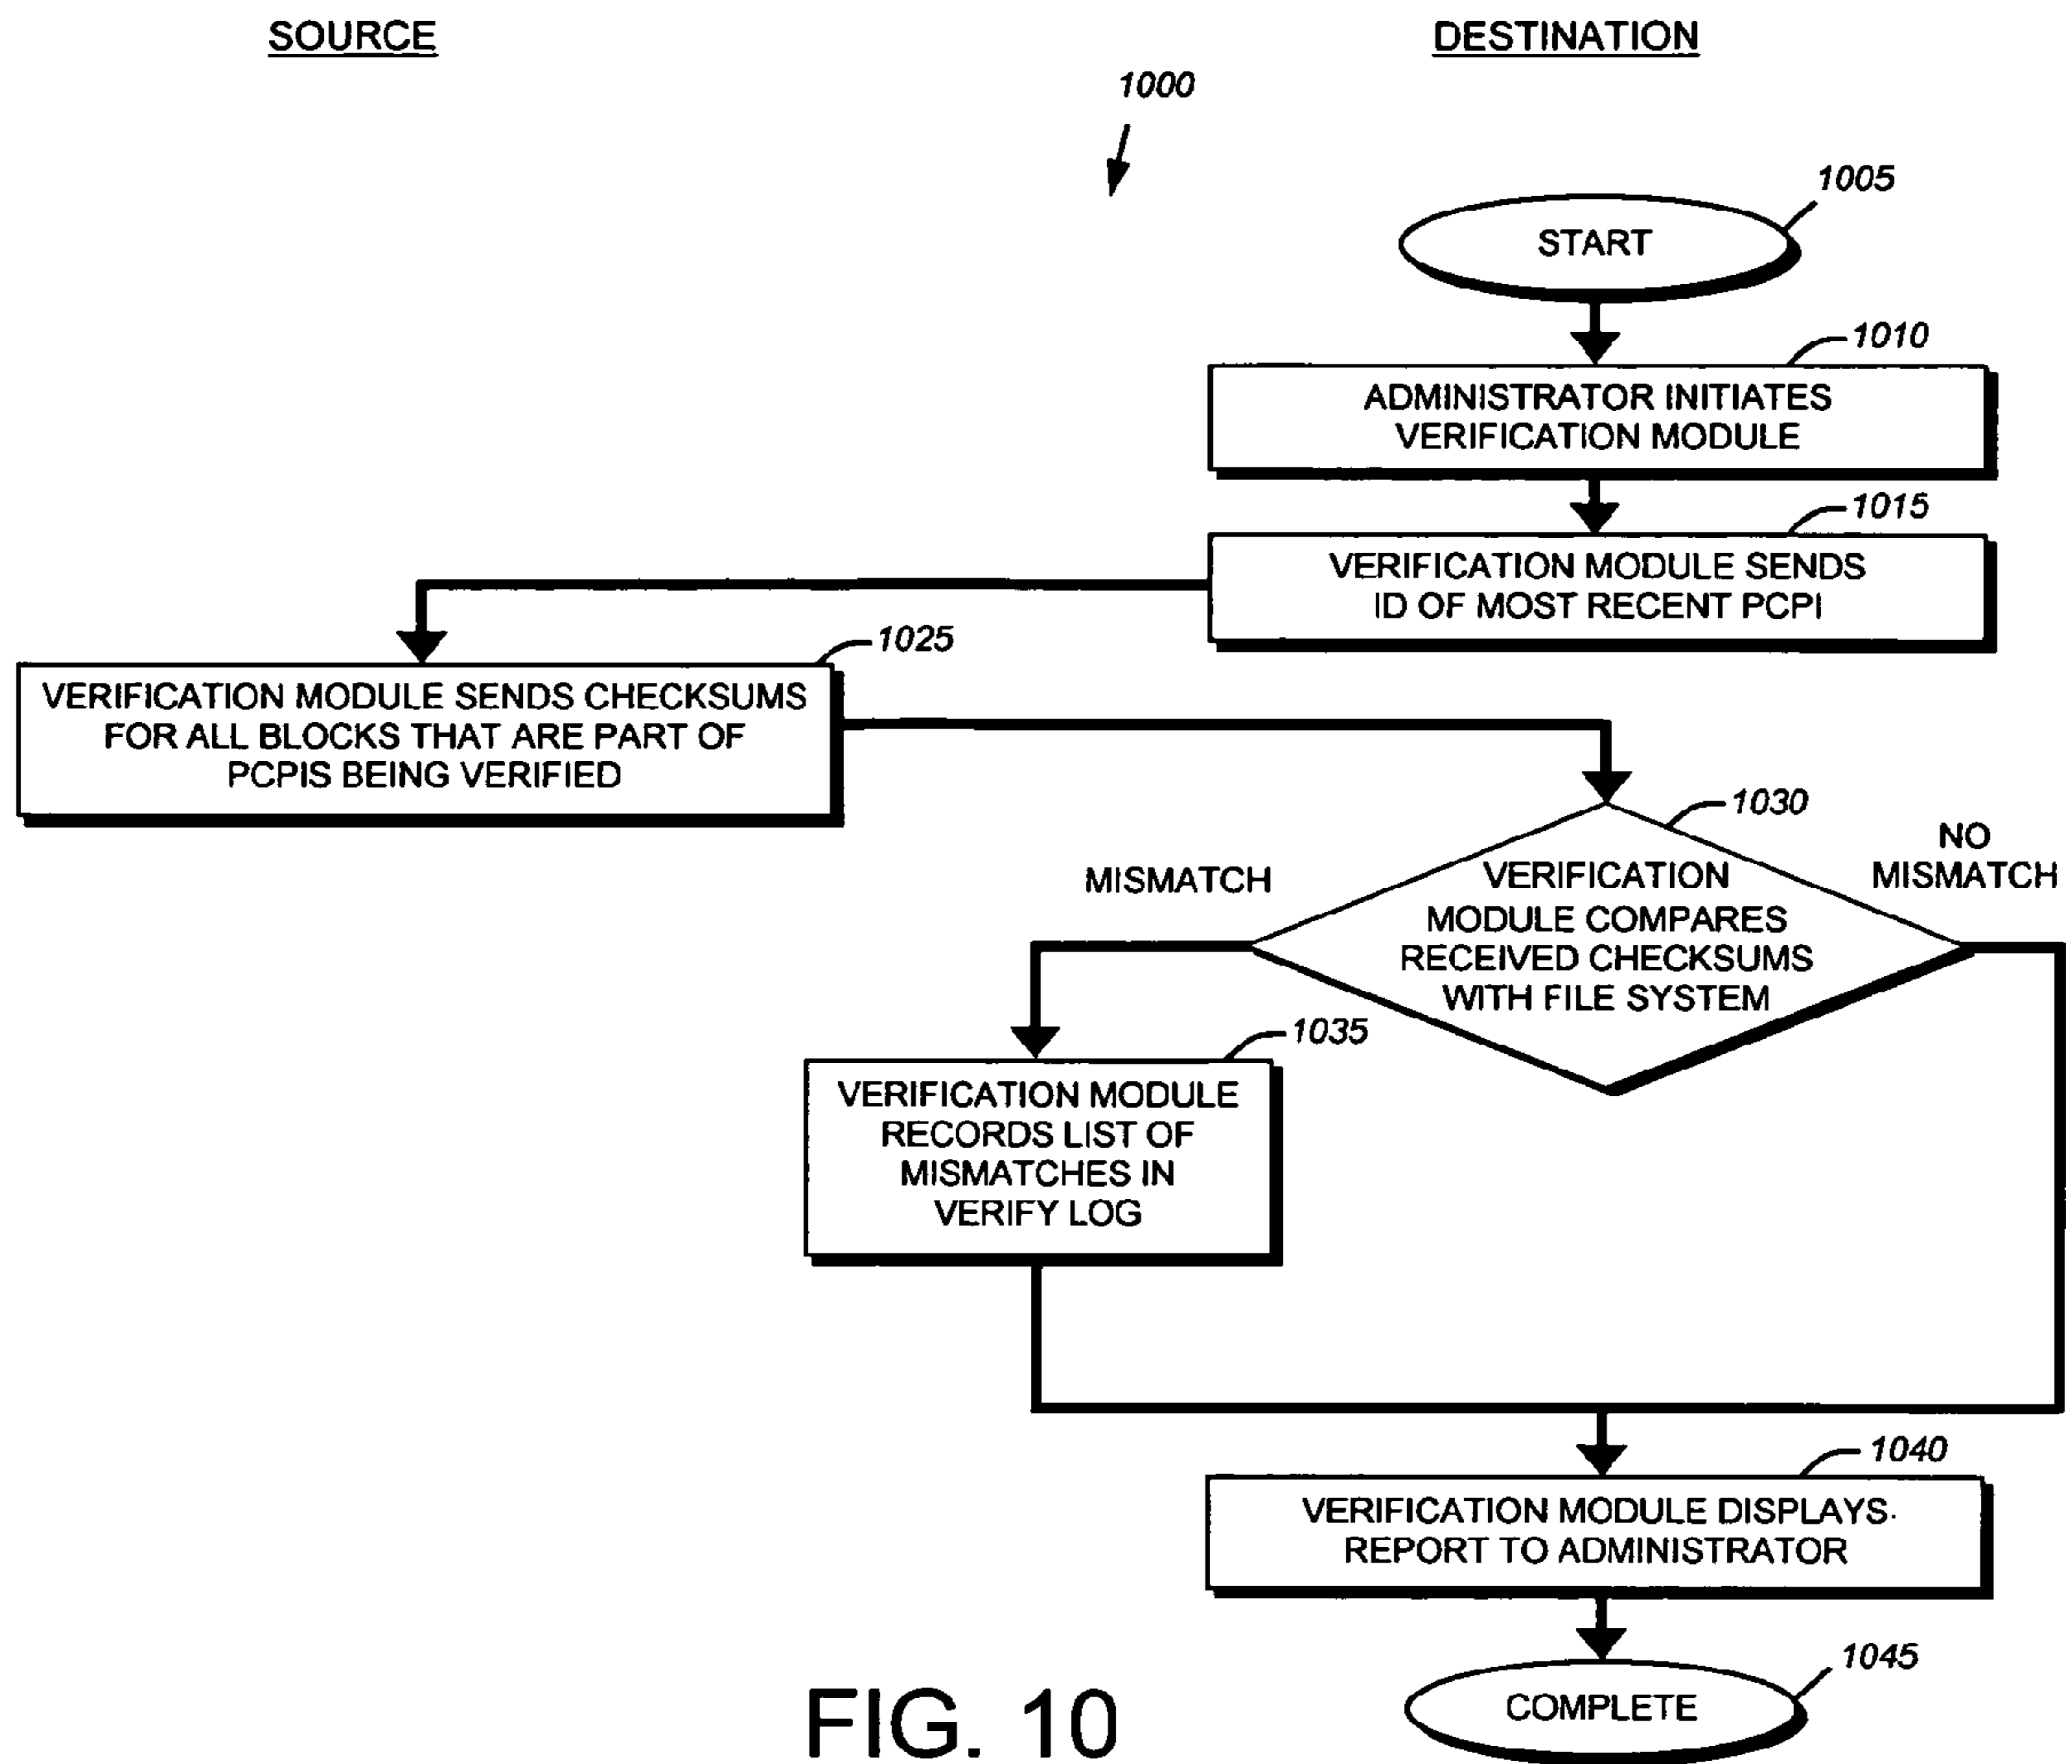 SOURCE
DESTINATION
1000
1005
START
1010
ADMINISTRATOR INITIATES
VERIFICATION MODULE
1015
VERIFICATION MODULE SENDS
ID OF MOST RECENT PCPI
1025
VERIFICATION MODULE SENDS CHECKSUMS
FOR ALL BLOCKS THAT ARE PART OF
PCPIS BEING VERIFIED
1030
MISMATCH
NO
MISMATCH
VERIFICATION
MODULE COMPARES
RECEIVED CHECKSUMS
WITH FILE SYSTEM
1035
VERIFICATION MODULE
RECORDS LIST OF
MISMATCHES IN
VERIFY LOG
1040
VERIFICATION MODULE DISPLAYS
REPORT TO ADMINISTRATOR
1045
COMPLETE
FIG. 10